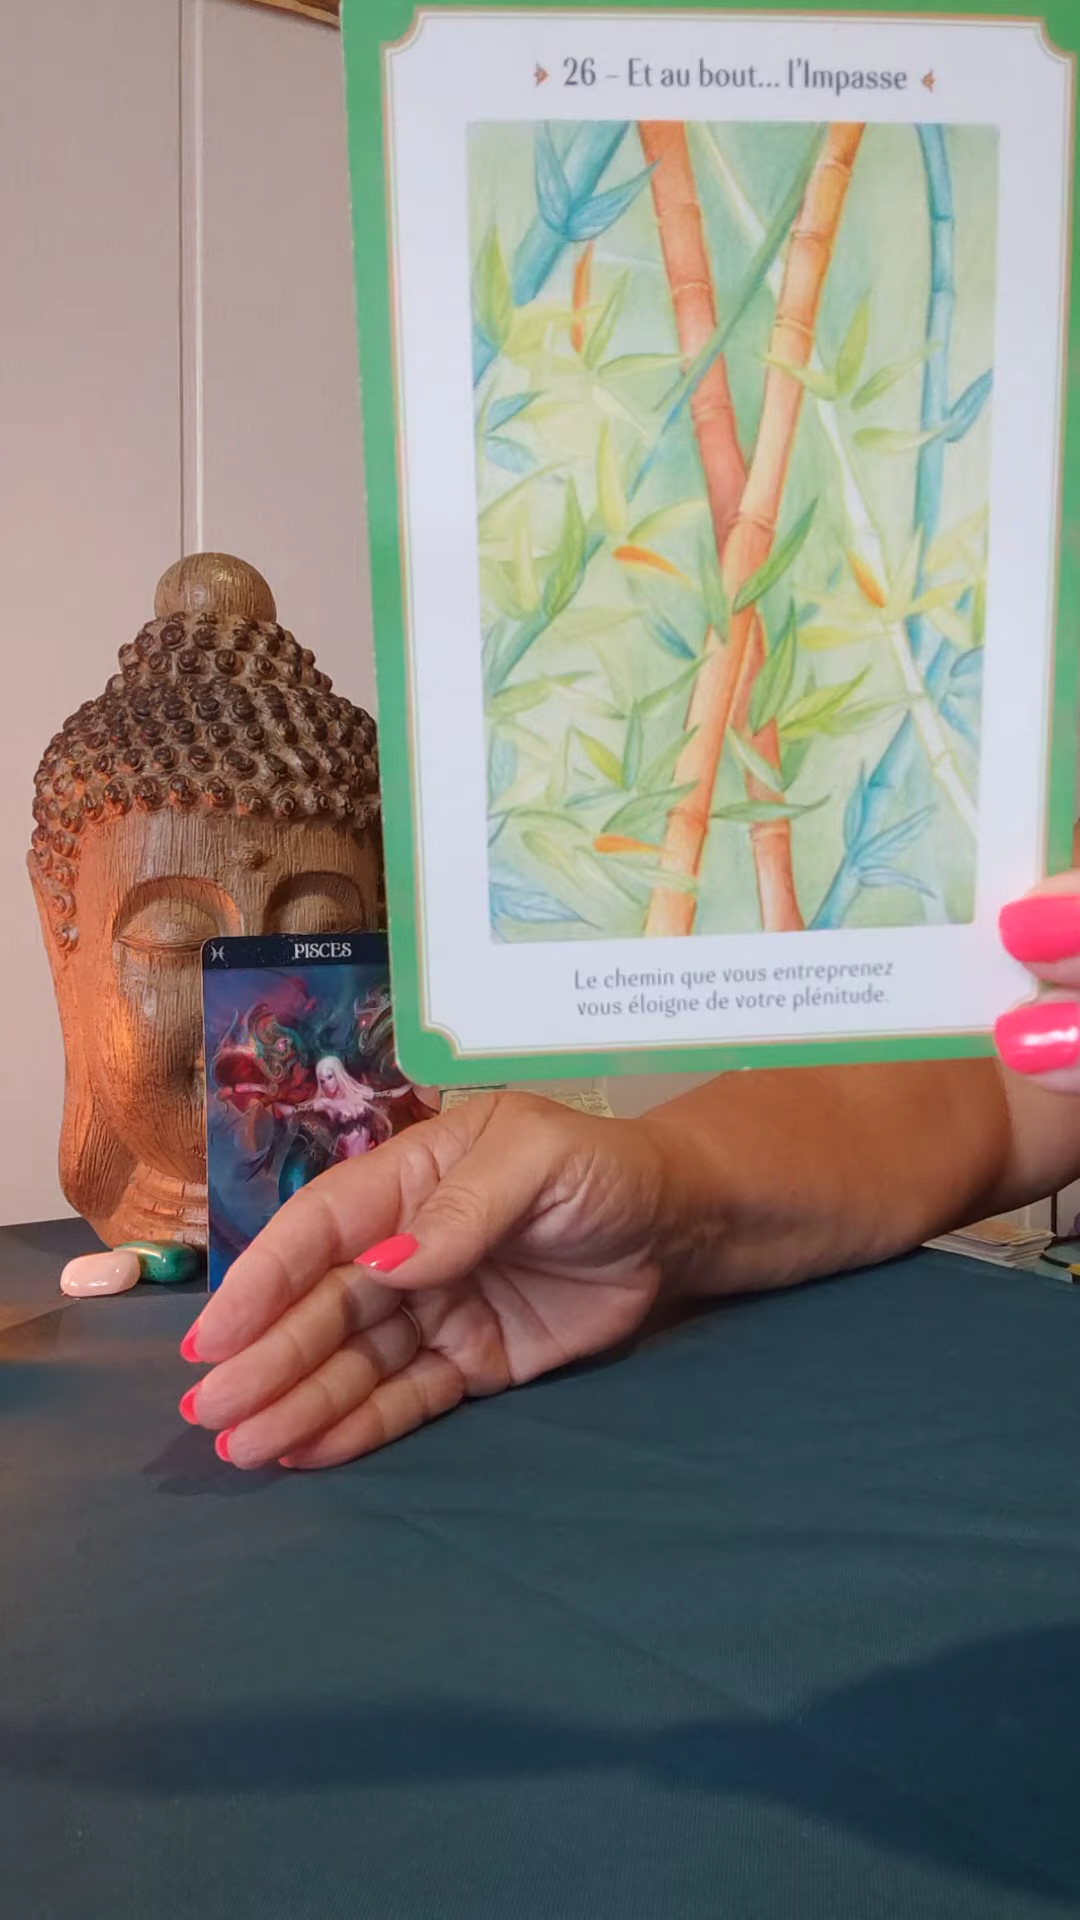 26 – Et au bout... l'Impasse
PISCES
Le chemin que vous entreprenez
vous éloigne de votre plénitude.